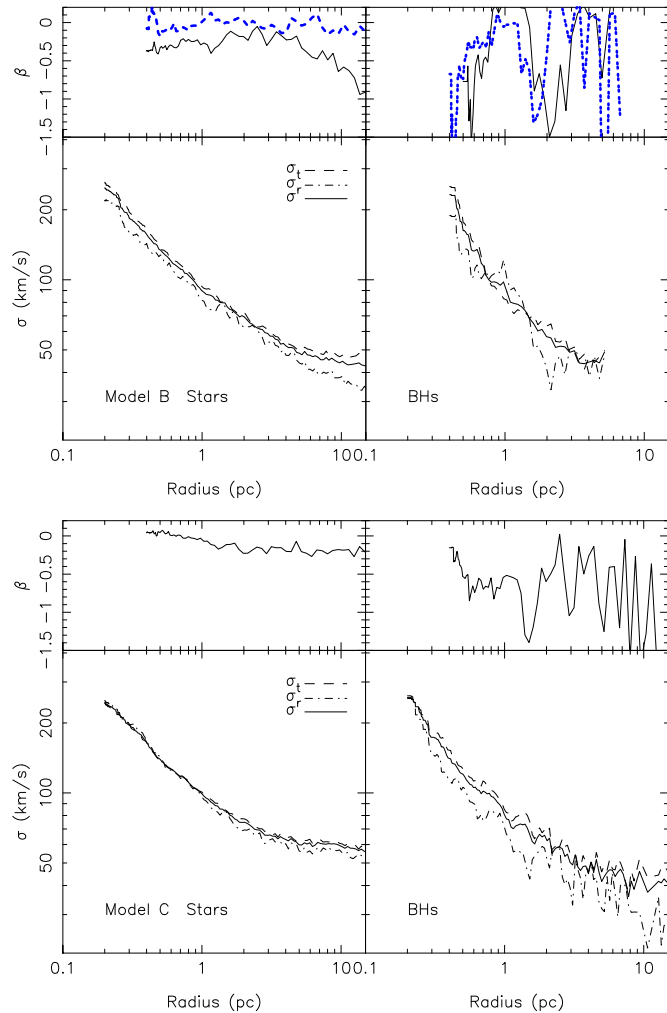 0
−0.5
−1
−1.5
β
σt
σr
σ
200
100
50
σ (km/s)
Model B Stars
BHs
0.1
1
100.1
1
10
Radius (pc)
Radius (pc)
0
−0.5
−1
−1.5
β
σt
σr
σ
200
100
50
σ (km/s)
Model C Stars
BHs
0.1
1
100.1
1
10
Radius (pc)
Radius (pc)